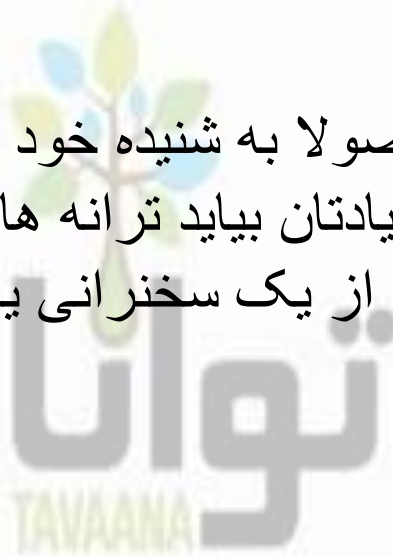 صولا به شنیده خود
یادتان بیاید ترانه ها
از یک سخنرانی ی
توانا
TAVAANA